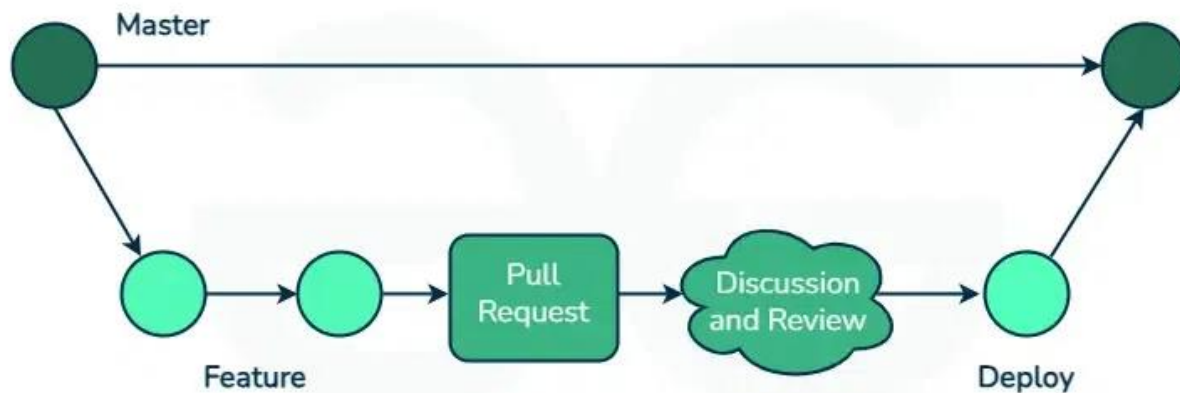 Master
Pull
Request
Discussion
and Review
Feature
Deploy